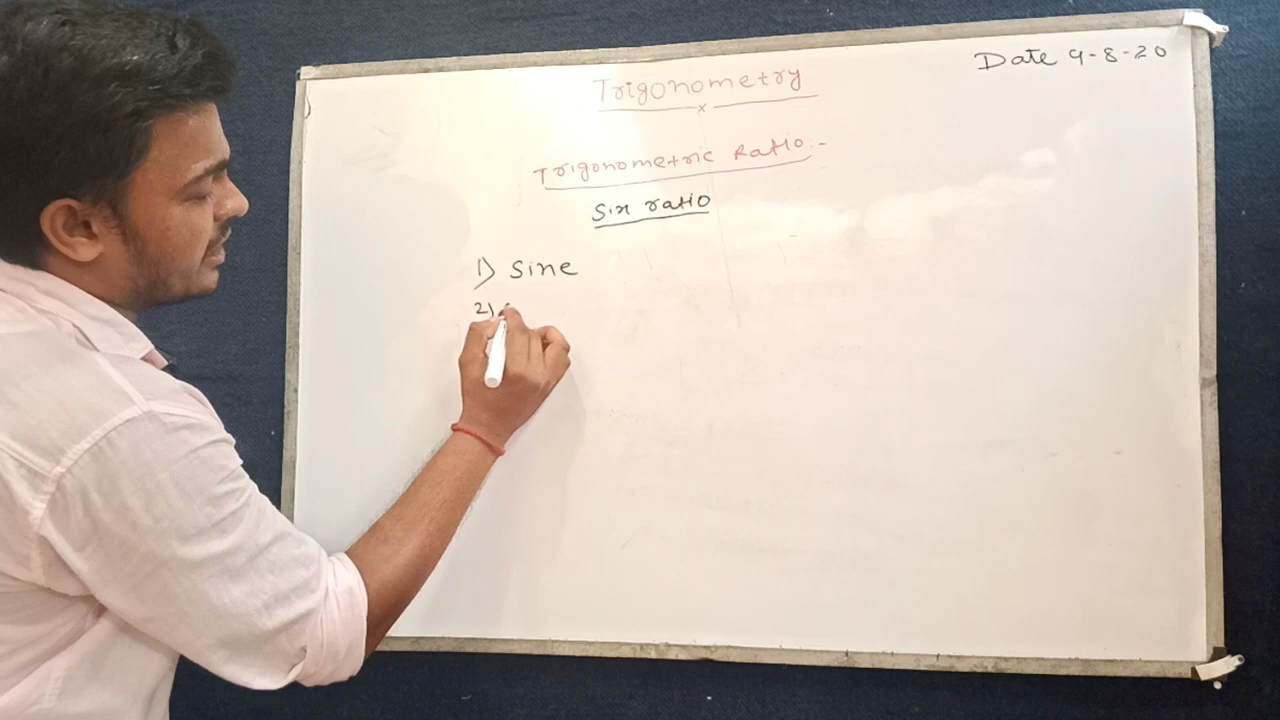 Date 9-8-20
Trigonometry
x
Trigonometric Ratio:-
Six ratio
1) Sine
2)